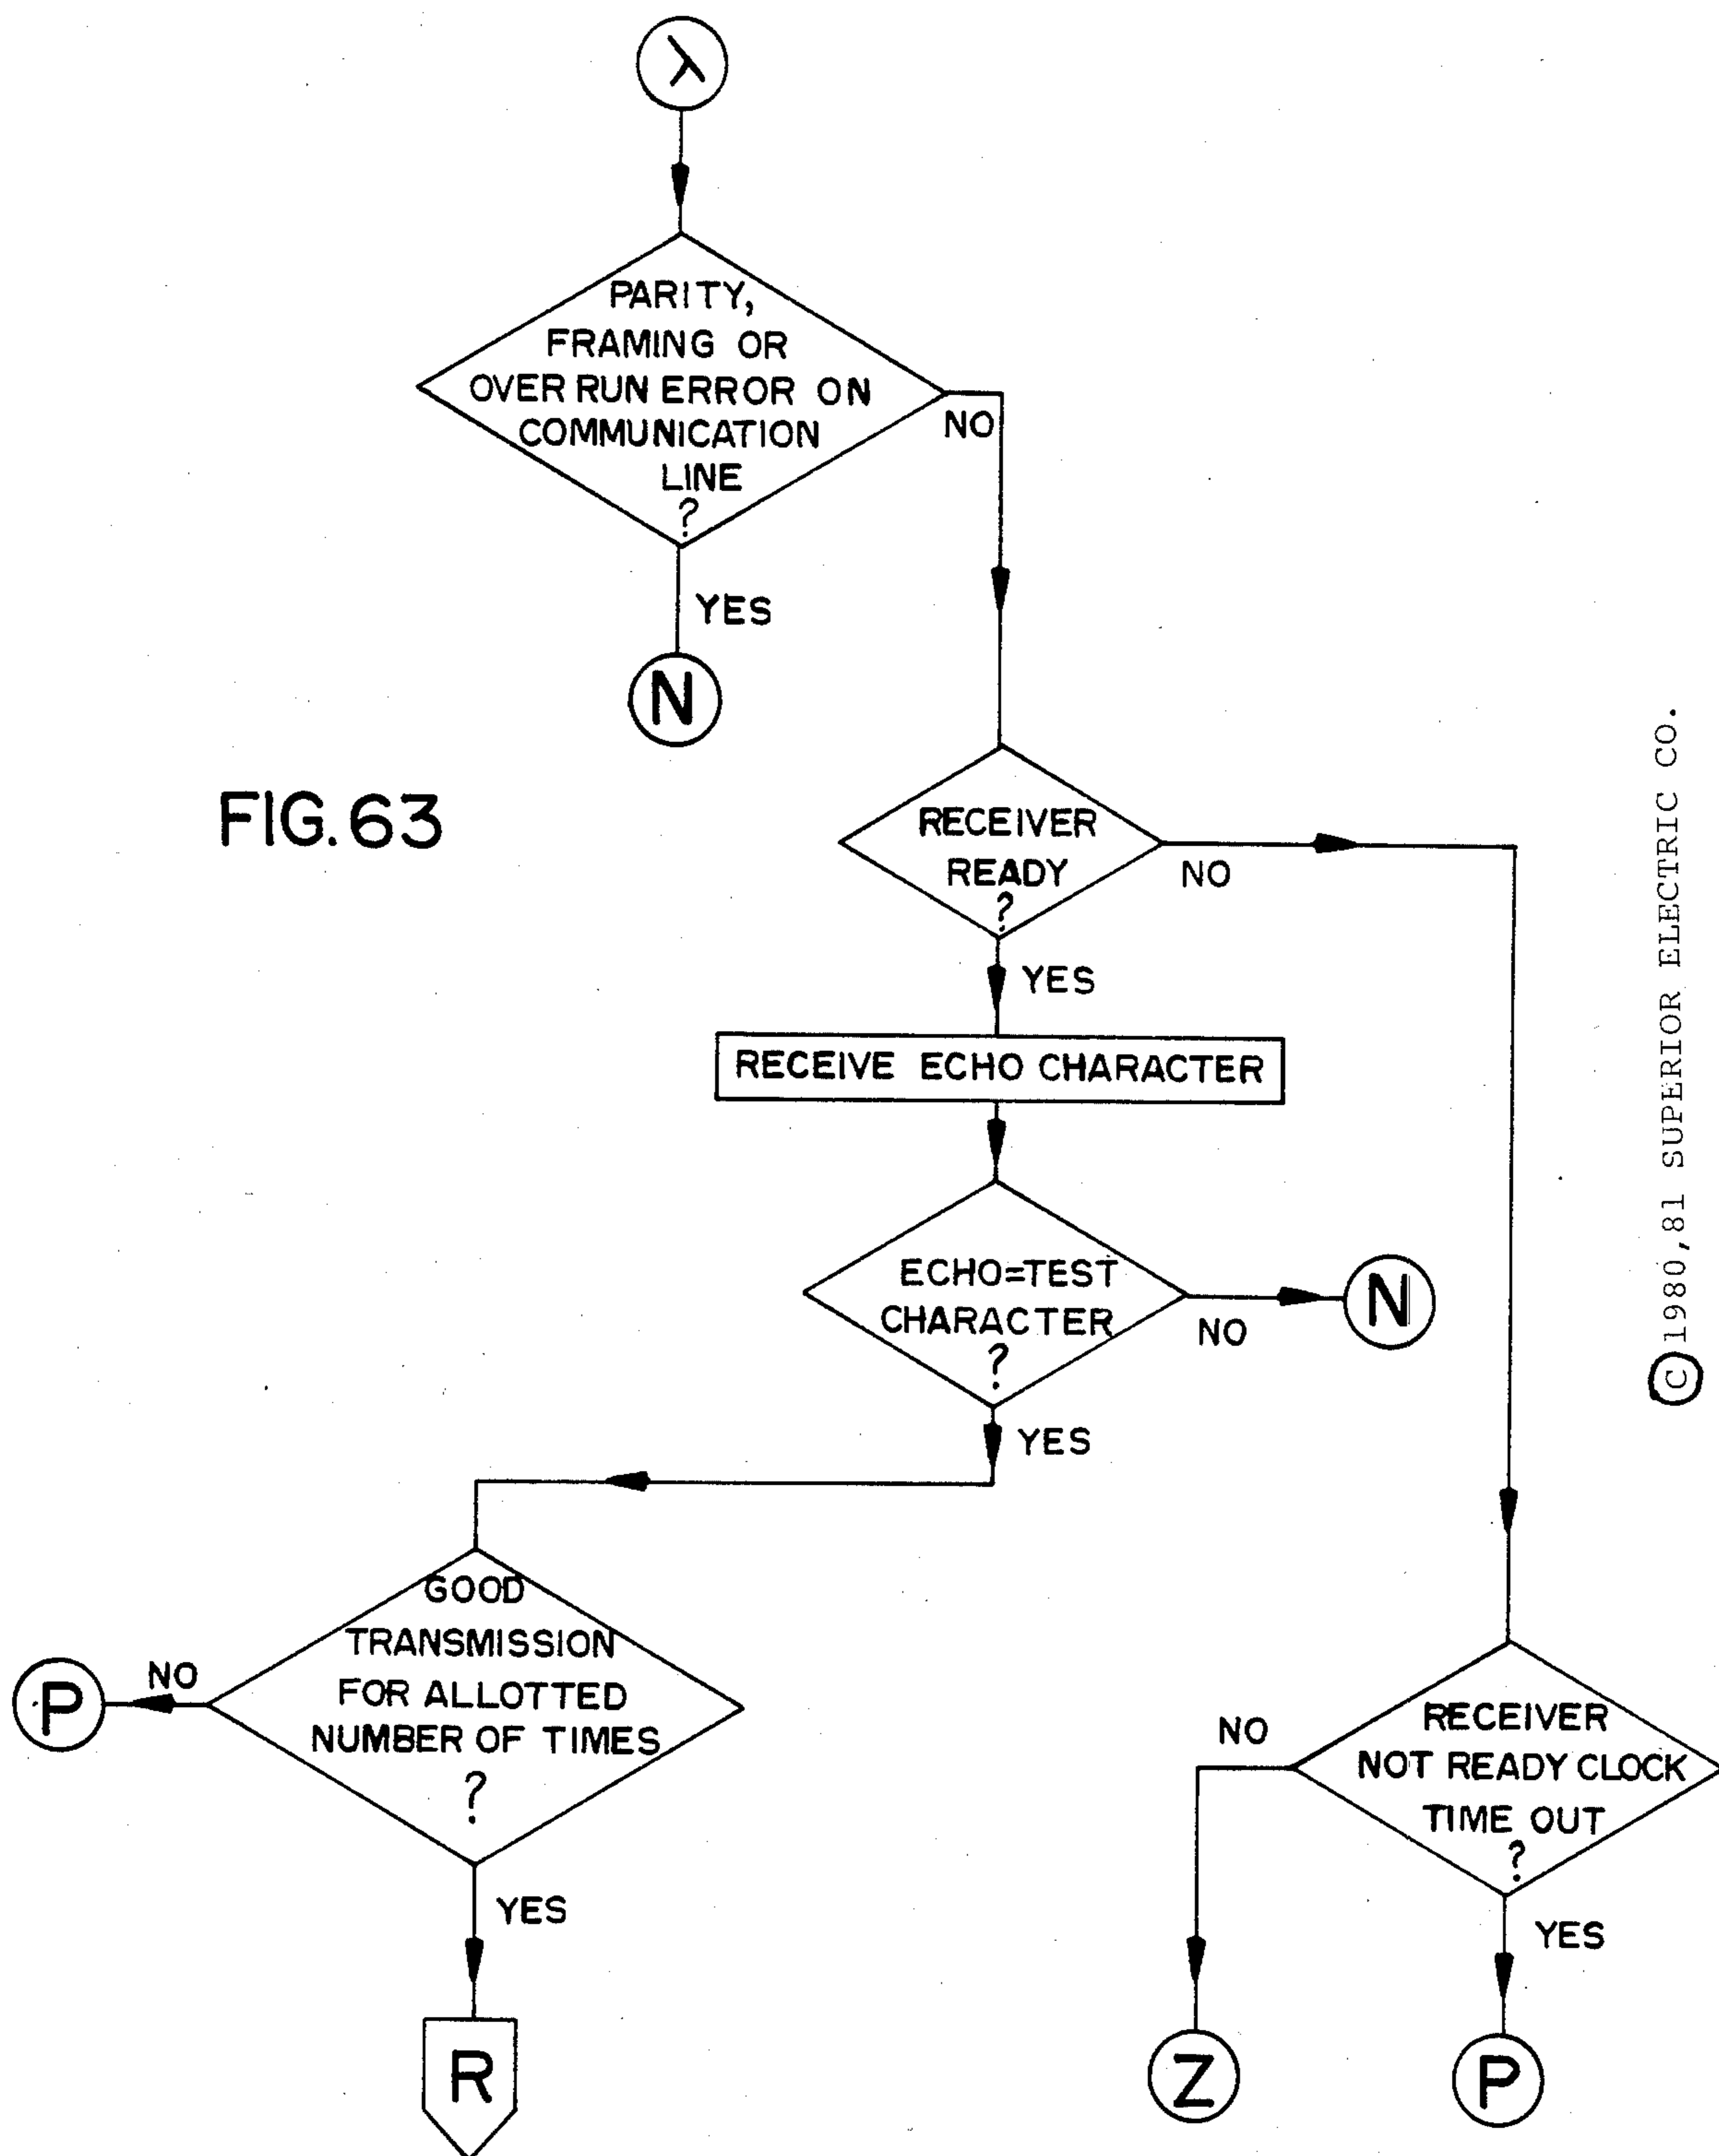 λ
PARITY,
FRAMING OR
OVER RUN ERROR ON
COMMUNICATION
LINE
?
NO
YES
N
FIG. 63
RECEIVER
READY
?
NO
YES
RECEIVE ECHO CHARACTER
ECHO=TEST
CHARACTER
?
NO
N
YES
GOOD
TRANSMISSION
FOR ALLOTTED
NUMBER OF TIMES
?
NO
P
YES
R
RECEIVER
NOT READY CLOCK
TIME OUT
?
NO
Z
YES
P
© 1980,81 SUPERIOR ELECTRIC CO.